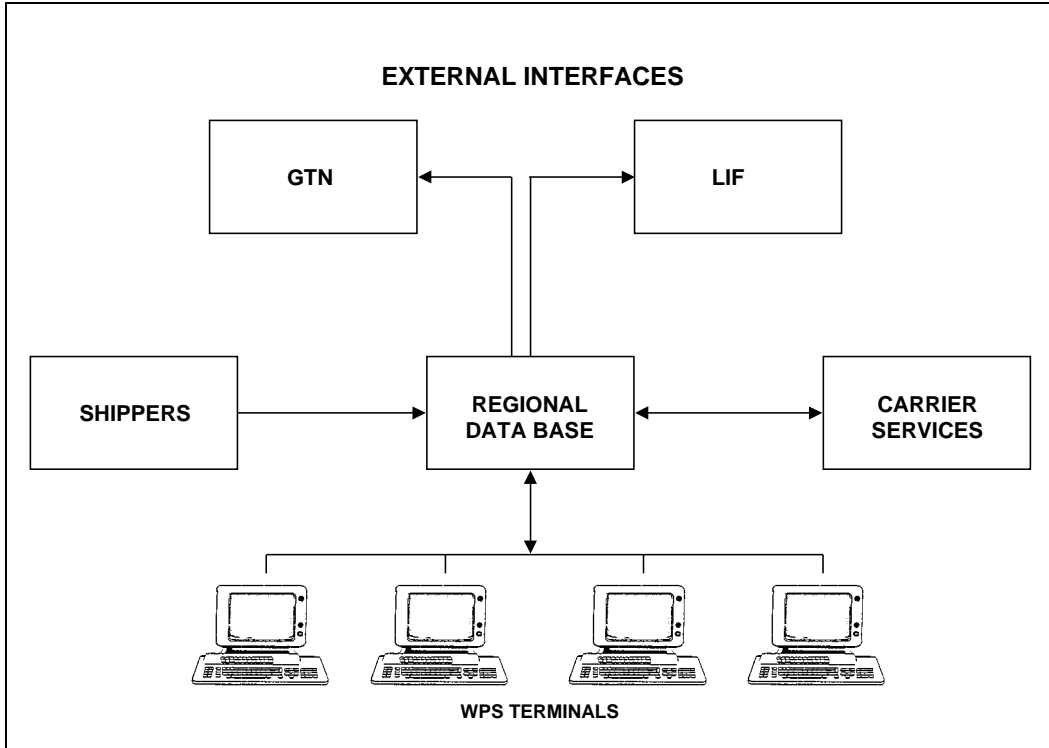 EXTERNAL INTERFACES
GTN
LIF
SHIPPERS
REGIONAL
DATA BASE
CARRIER
SERVICES
WPS TERMINALS